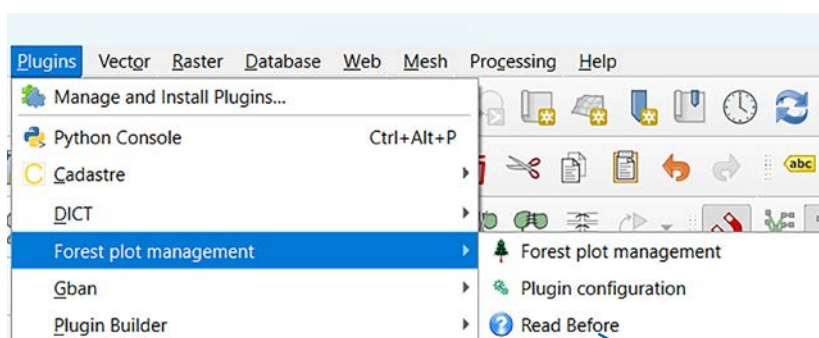 Plugins Vector Raster Database Web Mesh Processing Help
Manage and Install Plugins...
Python Console Ctrl+Alt+P
Cadastre
abc
DICT
Forest plot management
Forest plot management
Gban
Plugin configuration
Plugin Builder
Read Before